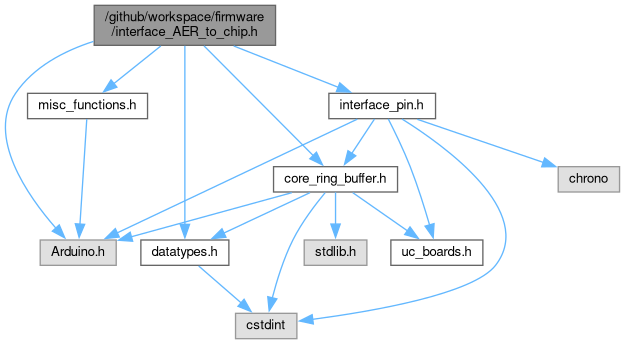 /github/workspace/firmware
/interface_AER_to_chip.h
misc_functions.h
interface_pin.h
core_ring_buffer.h
chrono
Arduino.h
datatypes.h
stdlib.h
uc_boards.h
cstdint